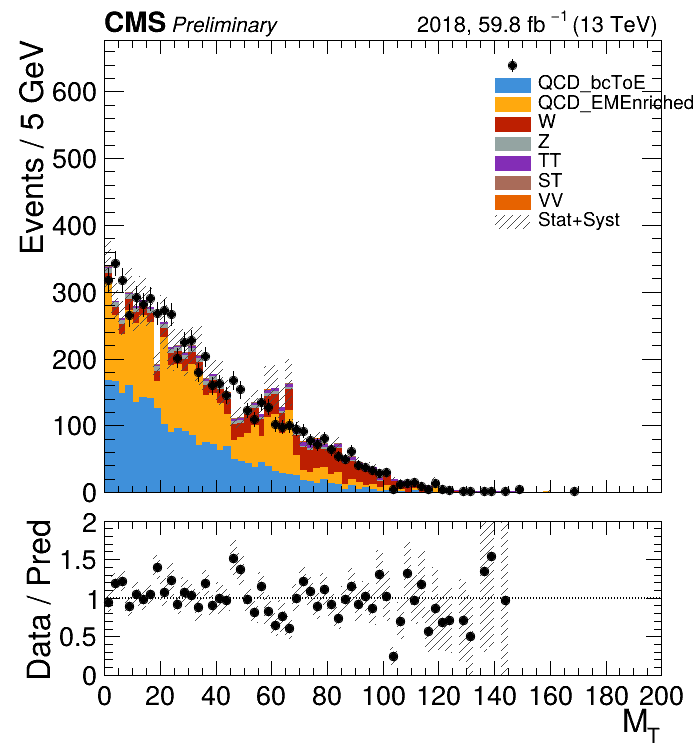 CMS Preliminary 2018, 59.8 fb⁻¹ (13 TeV)
Events / 5 GeV
600
500
400
300
200
100
0
QCD_bcToE
QCD_EMEnriched
W
Z
TT
ST
VV
Stat+Syst
Data / Pred
2
1.5
1
0.5
0
0 20 40 60 80 100 120 140 160 180 200
M_T